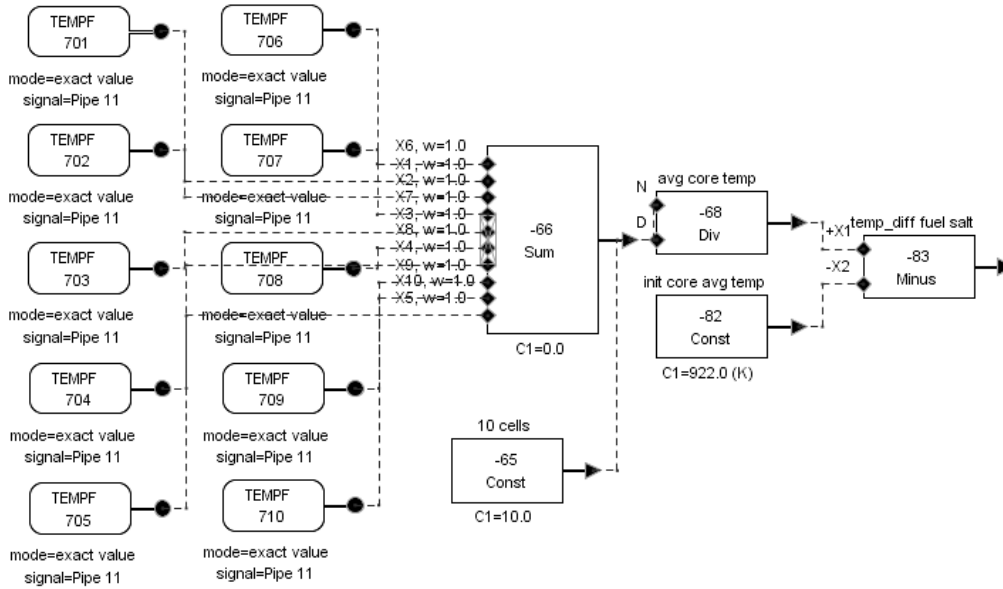 TEMPF
701
mode=exact value
signal=Pipe 11
TEMPF
706
mode=exact value
signal=Pipe 11
TEMPF
702
mode=exact value
signal=Pipe 11
TEMPF
707
mode=exact value
signal=Pipe 11
TEMPF
703
mode=exact value
signal=Pipe 11
TEMPF
708
mode=exact value
signal=Pipe 11
TEMPF
704
mode=exact value
signal=Pipe 11
TEMPF
709
mode=exact value
signal=Pipe 11
TEMPF
705
mode=exact value
signal=Pipe 11
TEMPF
710
mode=exact value
signal=Pipe 11
X6, w=1.0
X1, w=1.0
X2, w=1.0
X7, w=1.0
X3, w=1.0
X8, w=1.0
X4, w=1.0
X9, w=1.0
X10, w=1.0
X5, w=1.0
-66
Sum
C1=0.0
10 cells
-65
Const
C1=10.0
N
D
avg core temp
-68
Div
init core avg temp
-82
Const
C1=922.0 (K)
+X1
-X2
temp_diff fuel salt
-83
Minus